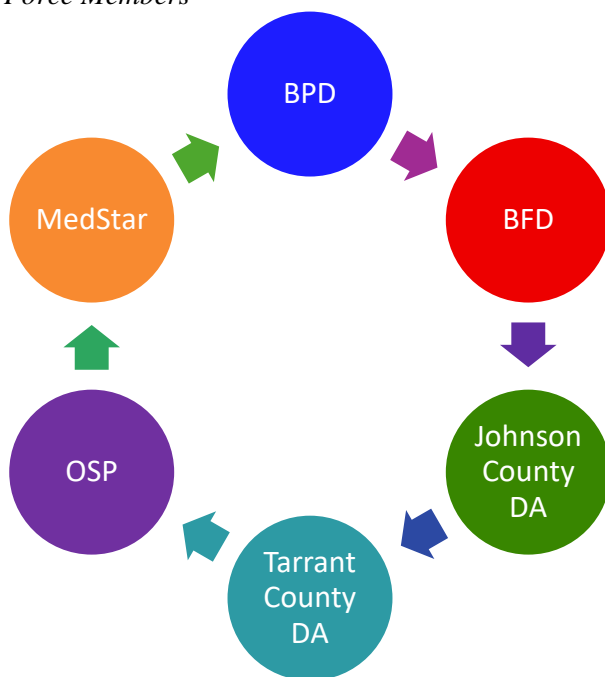 Force Members
BPD
BFD
Johnson
County
DA
Tarrant
County
DA
OSP
MedStar